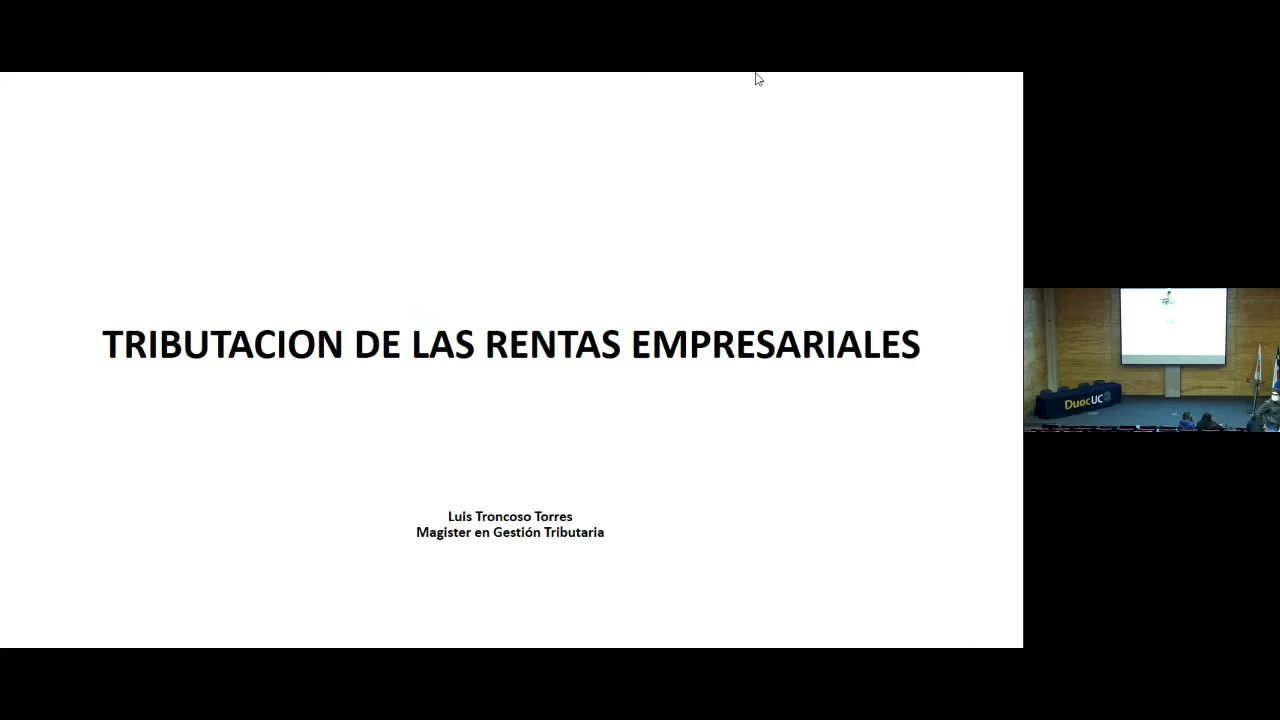 TRIBUTACION DE LAS RENTAS EMPRESARIALES
Luis Troncoso Torres
Magister en Gestión Tributaria
DuocUC